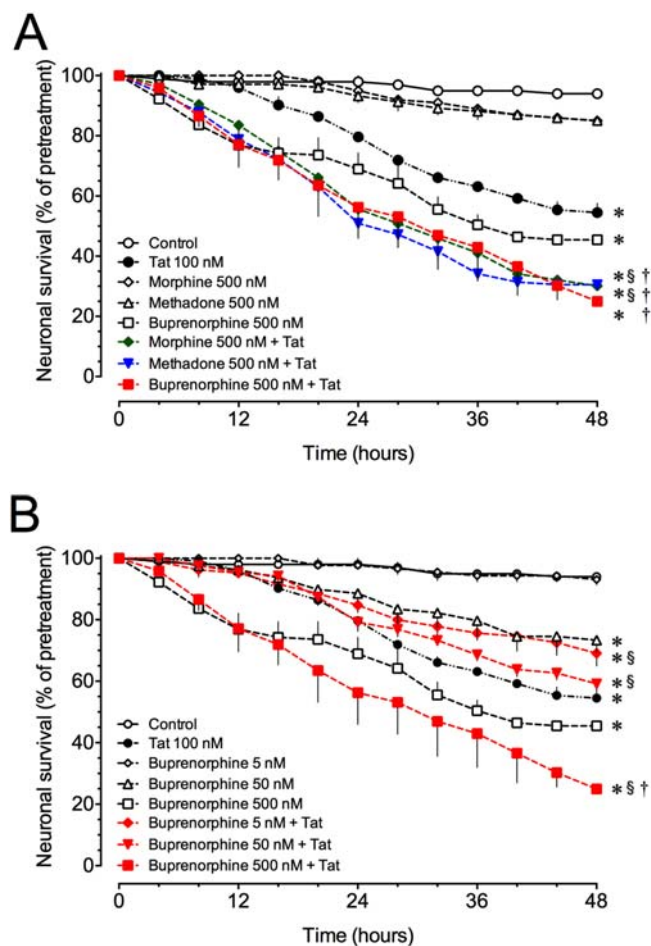 A
Neuronal survival (% of pretreatment)
100
80
60
40
20
0
Control
Tat 100 nM
Morphine 500 nM
Methadone 500 nM
Buprenorphine 500 nM
Morphine 500 nM + Tat
Methadone 500 nM + Tat
Buprenorphine 500 nM + Tat
*
*
* § †
* § †
* †
0 12 24 36 48
Time (hours)
B
Neuronal survival (% of pretreatment)
100
80
60
40
20
0
Control
Tat 100 nM
Buprenorphine 5 nM
Buprenorphine 50 nM
Buprenorphine 500 nM
Buprenorphine 5 nM + Tat
Buprenorphine 50 nM + Tat
Buprenorphine 500 nM + Tat
*
* §
* §
*
*
* § †
0 12 24 36 48
Time (hours)